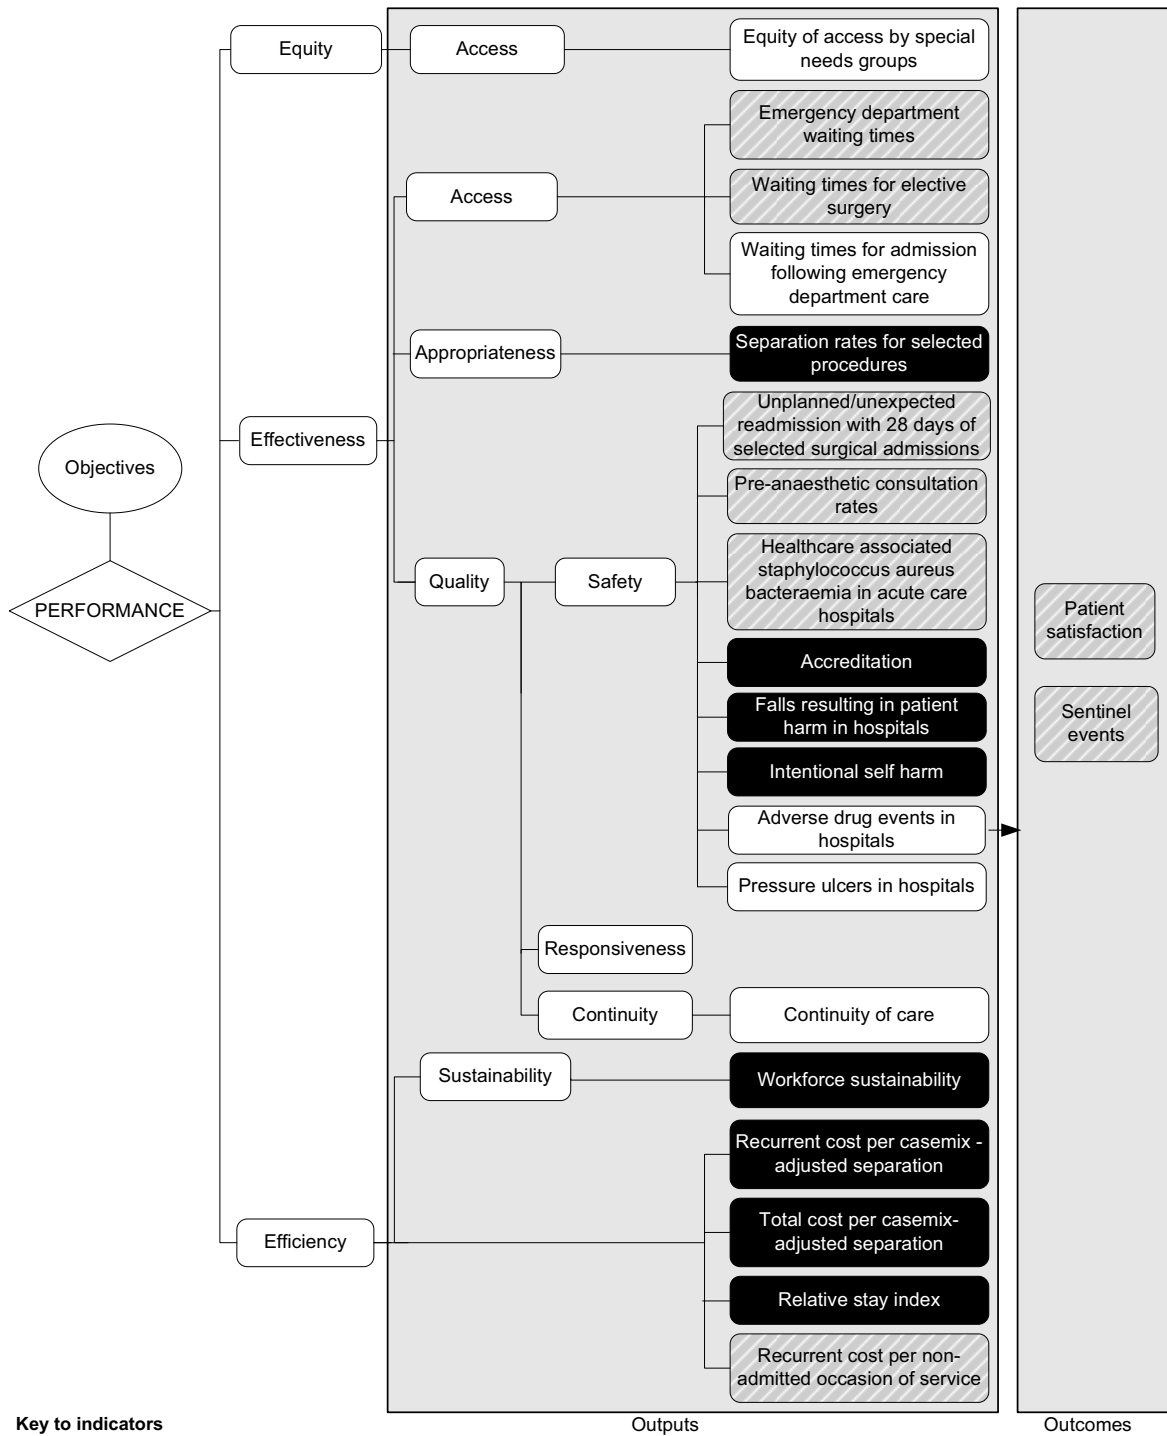 Equity
Access
Equity of access by special
needs groups
Emergency department
waiting times
Access
Waiting times for elective
surgery
Waiting times for admission
following emergency
department care
Appropriateness
Separation rates for selected
procedures
Objectives
PERFORMANCE
Effectiveness
Unplanned/unexpected
readmission with 28 days of
selected surgical admissions
Pre-anaesthetic consultation
rates
Quality
Safety
Healthcare associated
staphylococcus aureus
bacteraemia in acute care
hospitals
Accreditation
Falls resulting in patient
harm in hospitals
Intentional self harm
Adverse drug events in
hospitals
Pressure ulcers in hospitals
Patient
satisfaction
Sentinel
events
Responsiveness
Continuity
Continuity of care
Sustainability
Workforce sustainability
Recurrent cost per casemix -
adjusted separation
Efficiency
Total cost per casemix-
adjusted separation
Relative stay index
Recurrent cost per non-
admitted occasion of service
Key to indicators
Outputs
Outcomes